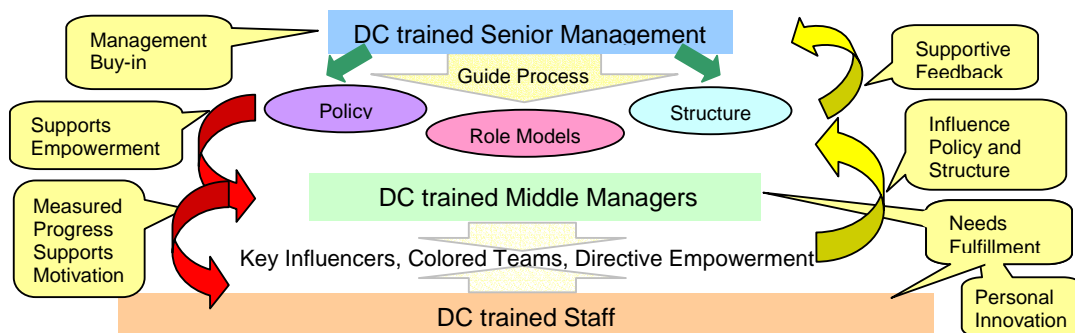 Management
Buy-in
DC trained Senior Management
Guide Process
Supportive
Feedback
Policy
Role Models
Structure
Supports
Empowerment
Influence
Policy and
Structure
DC trained Middle Managers
Measured
Progress
Supports
Motivation
Needs
Fulfillment
Key Influencers, Colored Teams, Directive Empowerment
Personal
Innovation
DC trained Staff